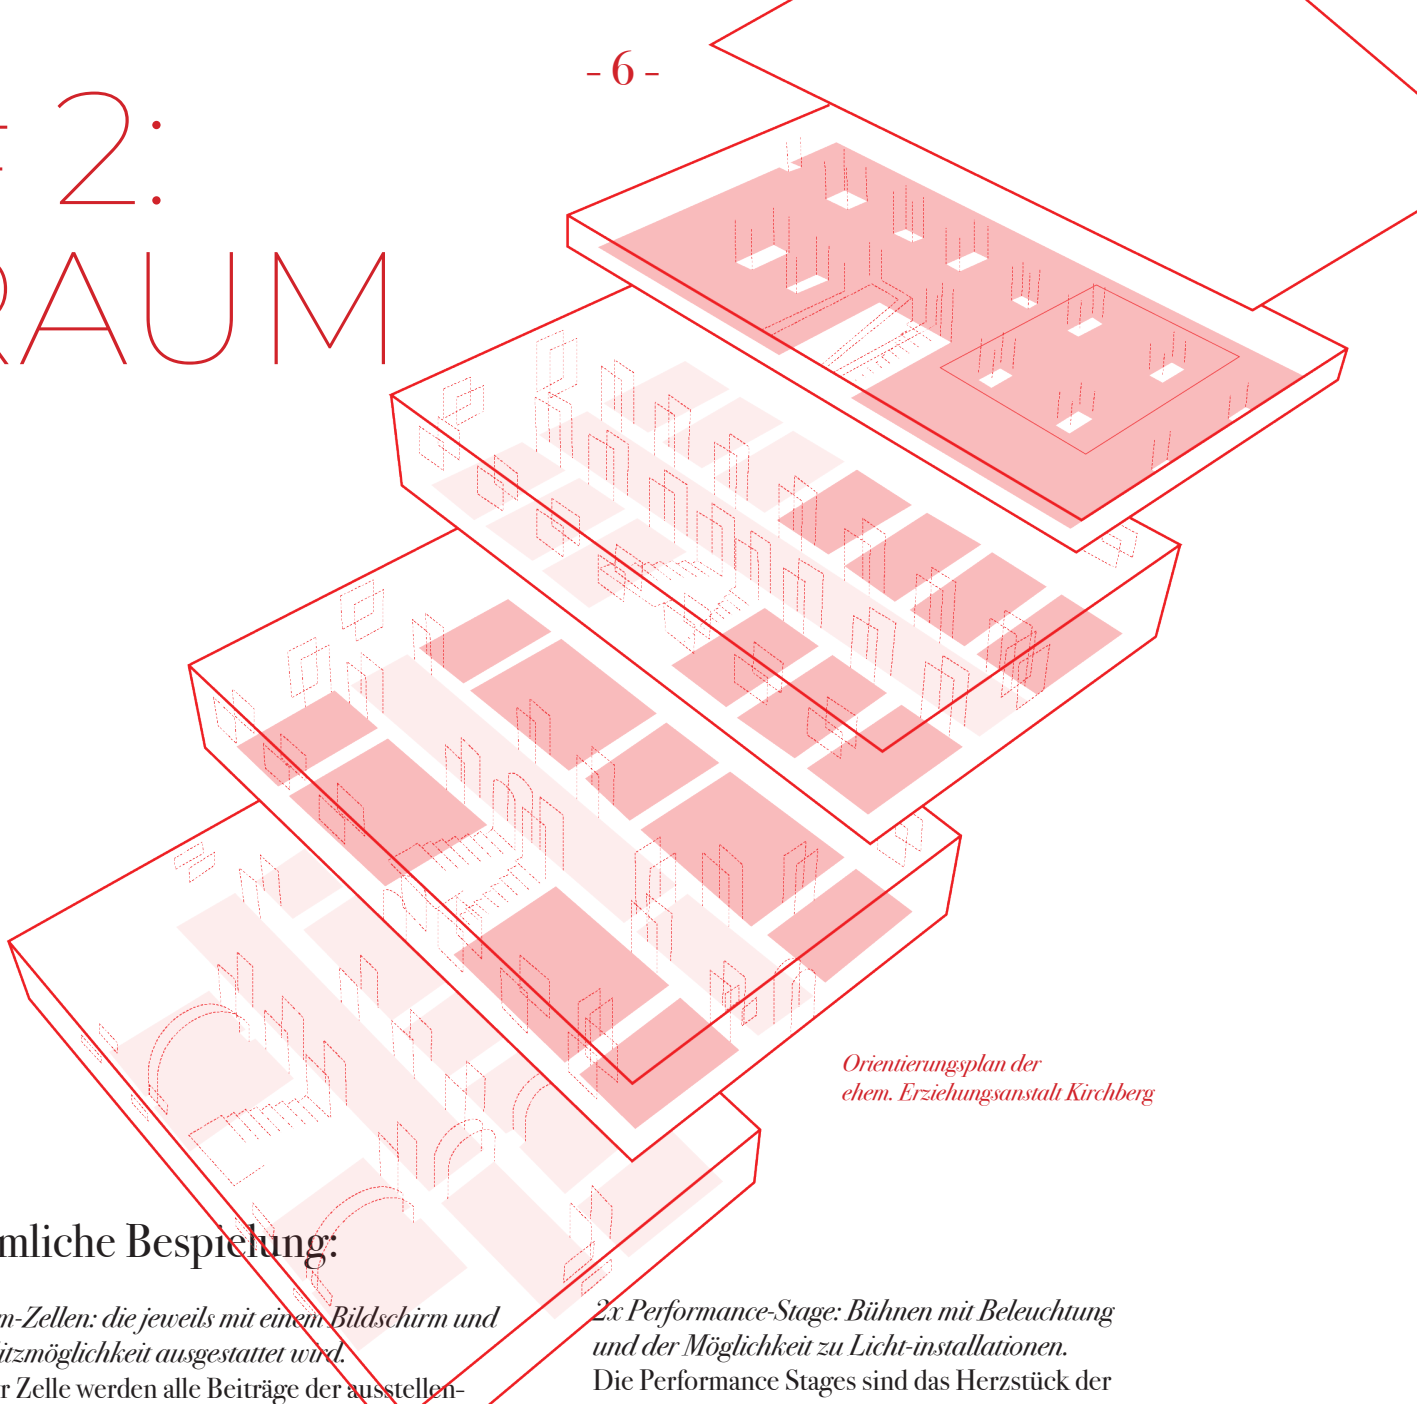 - 6 -
2:
RAUM
Orientierungsplan der
ehem. Erziehungsanstalt Kirchberg
mliche Bespielung:
m-Zellen: die jeweils mit einem Bildschirm und
itzmöglichkeit ausgestattet wird.
r Zelle werden alle Beiträge der ausstellen-
2x Performance-Stage: Bühnen mit Beleuchtung
und der Möglichkeit zu Licht-installationen.
Die Performance Stages sind das Herzstück der